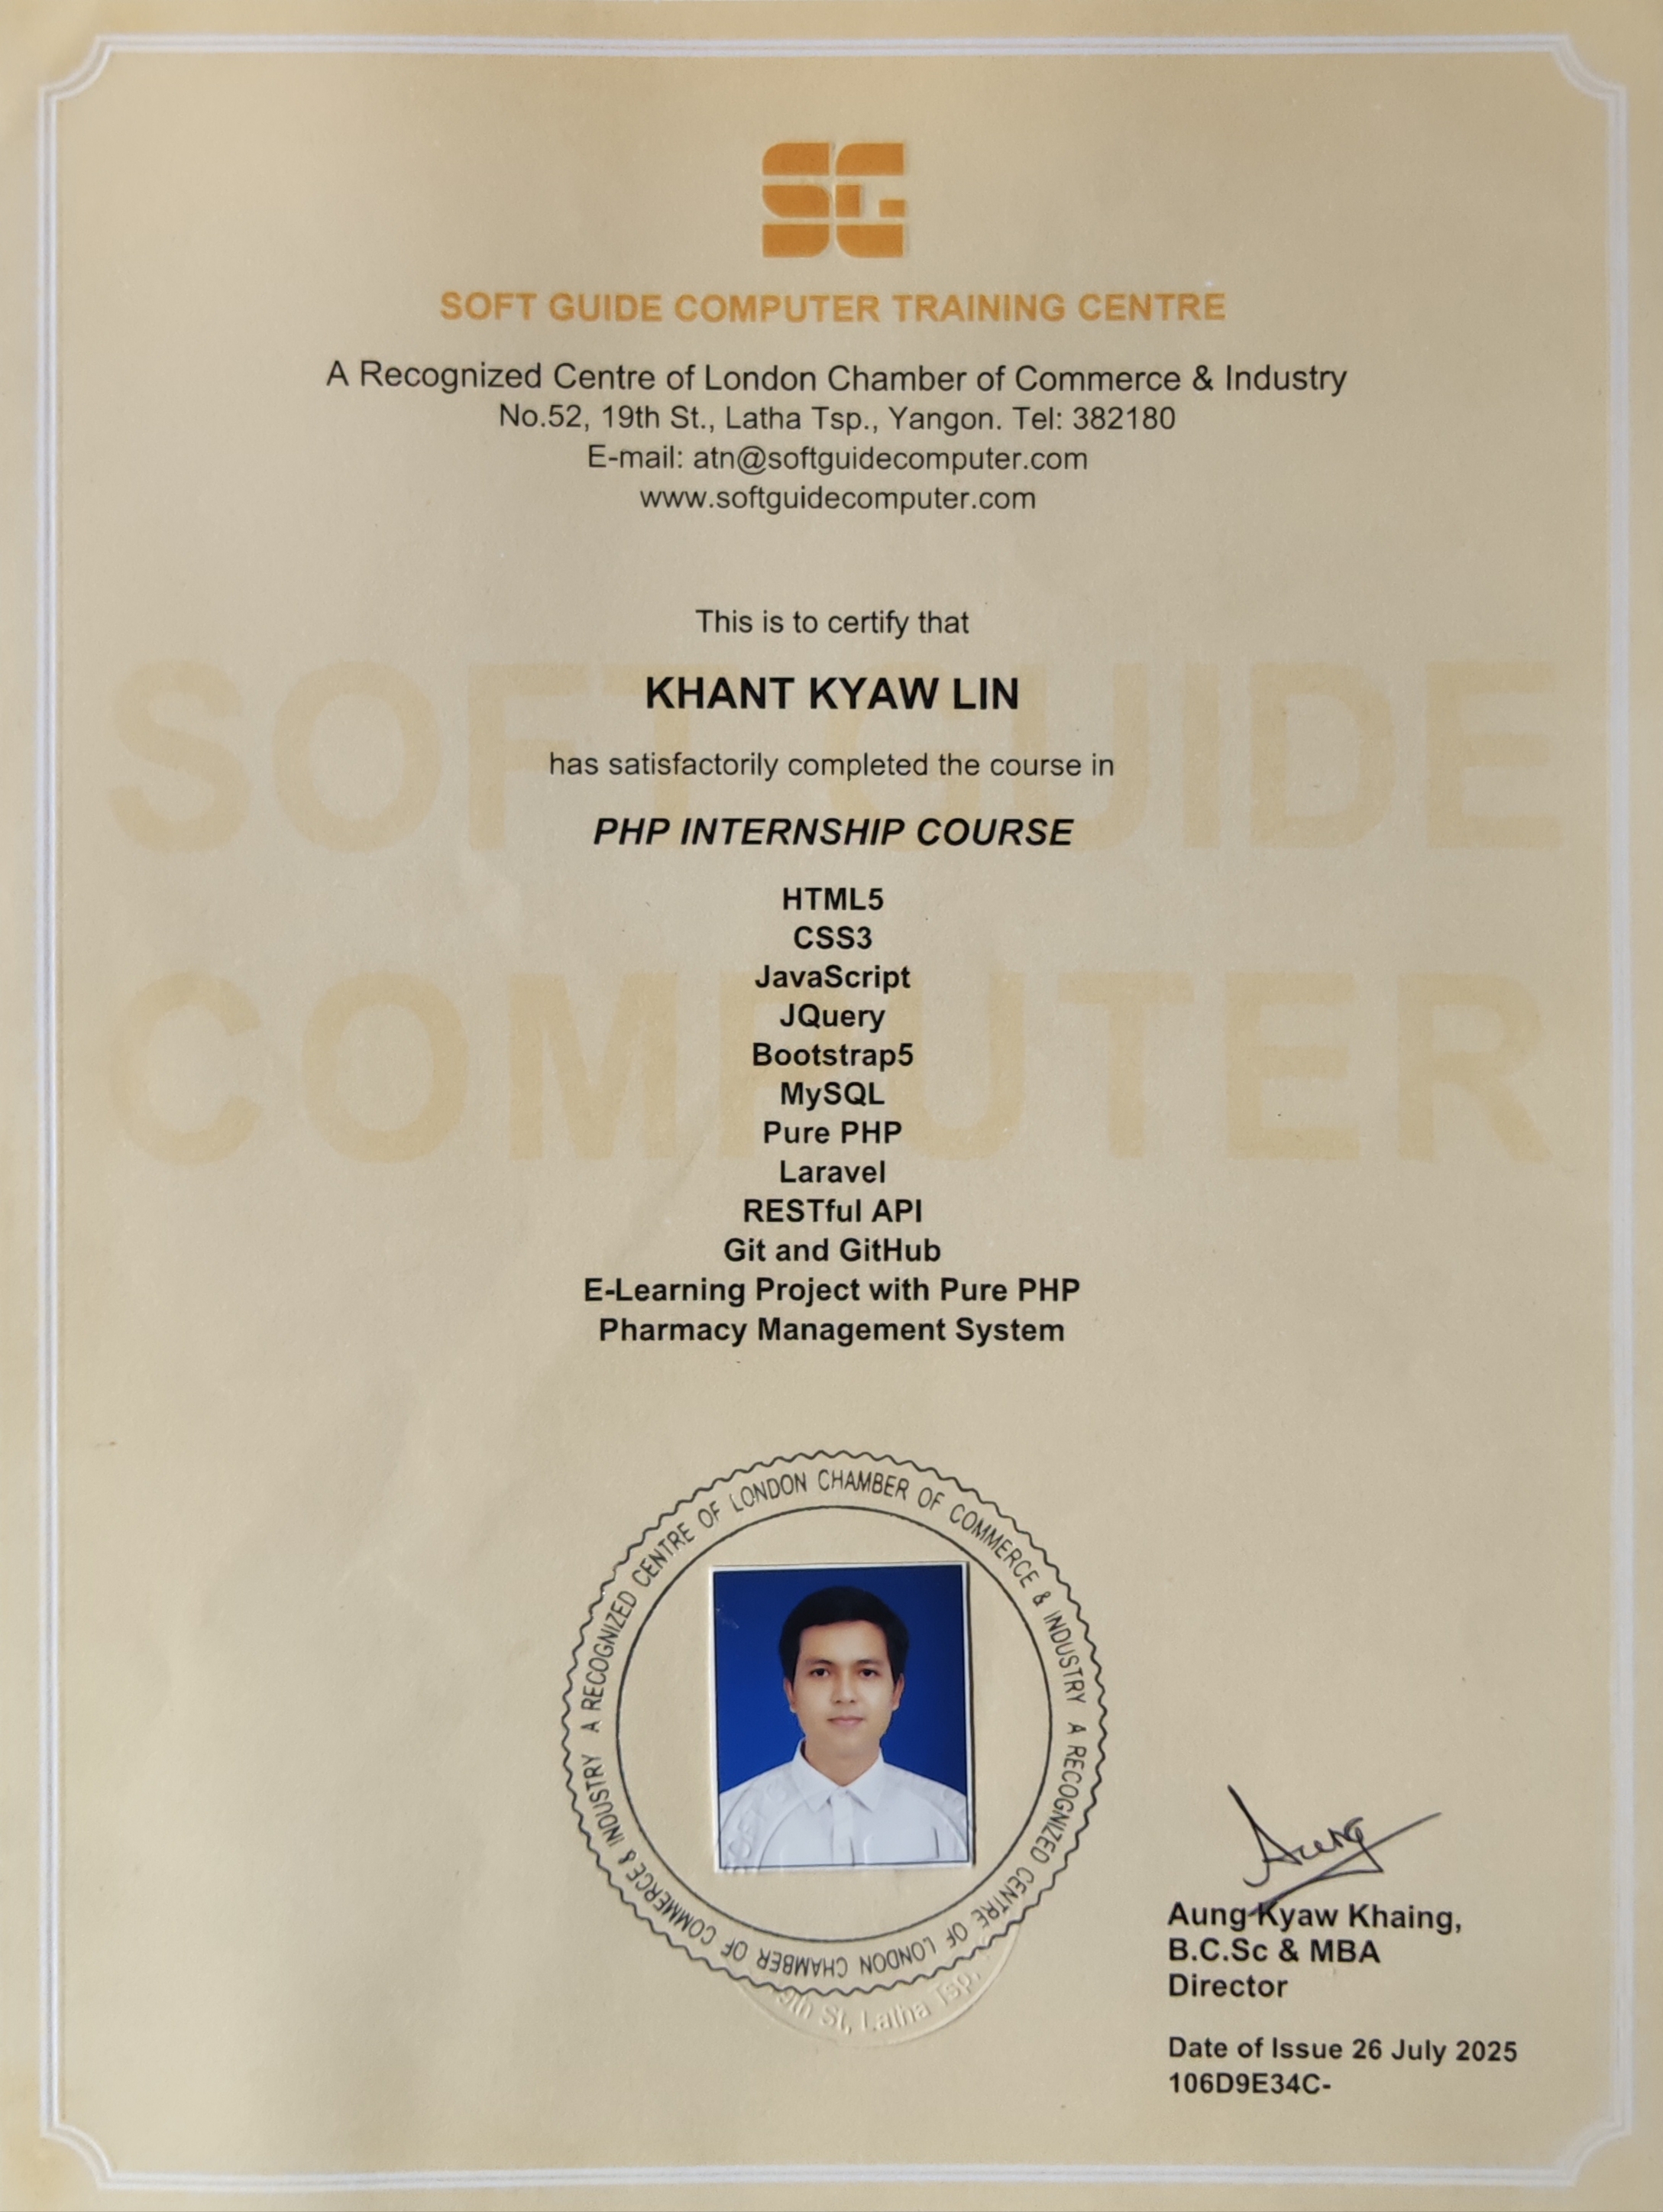 SG
SOFT GUIDE COMPUTER TRAINING CENTRE
A Recognized Centre of London Chamber of Commerce & Industry
No.52, 19th St., Latha Tsp., Yangon. Tel: 382180
E-mail: atn@softguidecomputer.com
www.softguidecomputer.com
This is to certify that
SOFT GUIDE
KHANT KYAW LIN
has satisfactorily completed the course in
PHP INTERNSHIP COURSE
HTML5
CSS3
JavaScript
JQuery
COMPUTER
Bootstrap5
MySQL
Pure PHP
Laravel
RESTful API
Git and GitHub
E-Learning Project with Pure PHP
Pharmacy Management System
A RECOGNIZED CENTRE OF LONDON CHAMBER OF COMMERCE & INDUSTRY A RECOGNIZED CENTRE OF LONDON CHAMBER OF COMMERCE & INDUSTRY
9th St, Latha Tsp,
Aung
Aung Kyaw Khaing,
B.C.Sc & MBA
Director
Date of Issue 26 July 2025
106D9E34C-